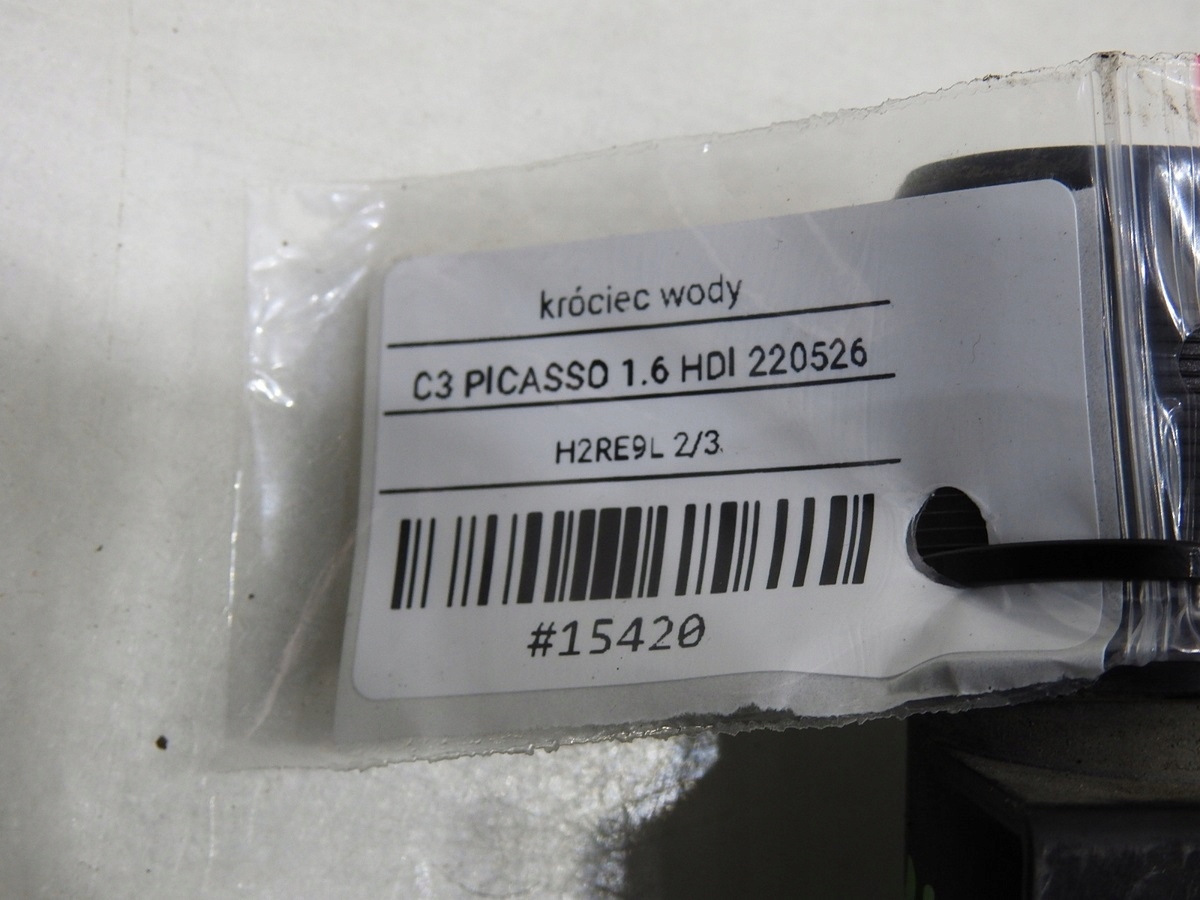 króciec wody
C3 PICASSO 1.6 HDI 220526
H2RE9L 2/3
#15420